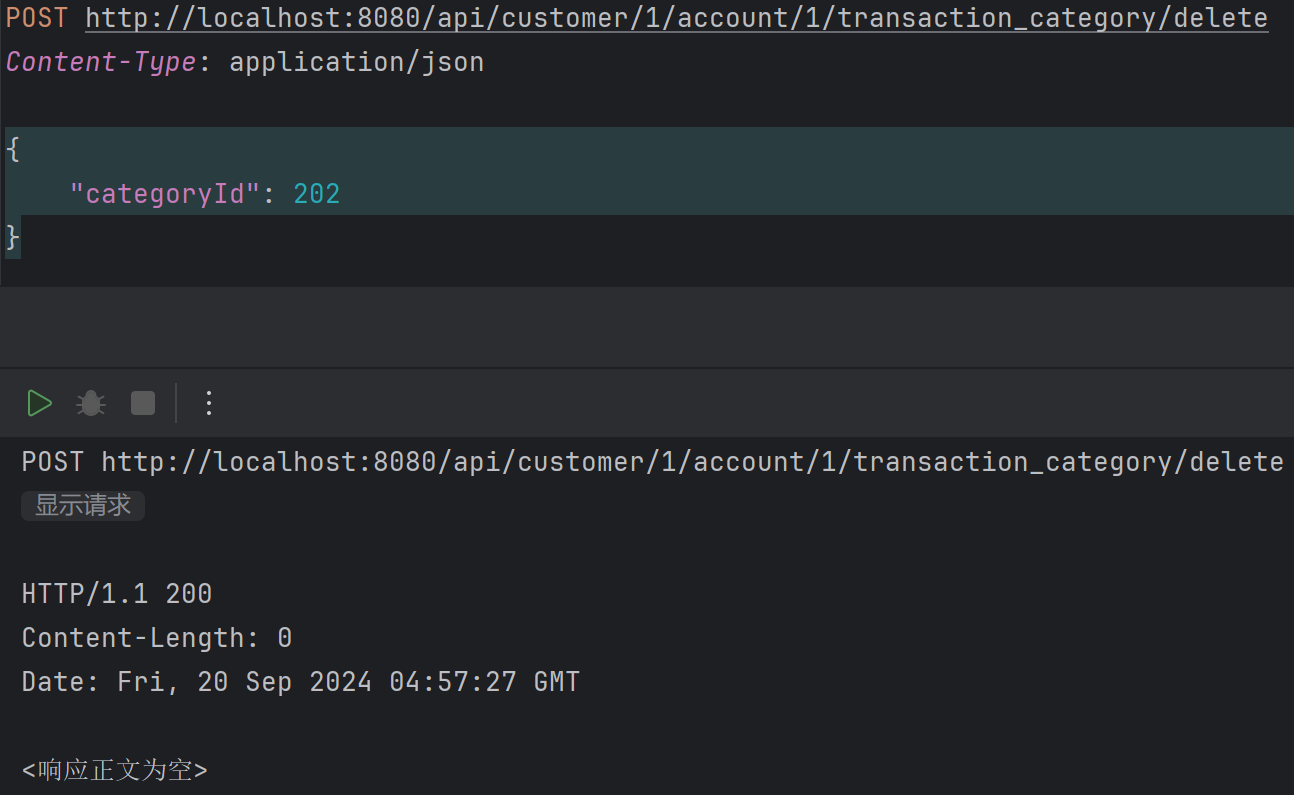 POST http://localhost:8080/api/customer/1/account/1/transaction_category/delete
Content-Type: application/json
{
    "categoryId": 202
}
POST http://localhost:8080/api/customer/1/account/1/transaction_category/delete
显示请求
HTTP/1.1 200
Content-Length: 0
Date: Fri, 20 Sep 2024 04:57:27 GMT
<响应正文为空>